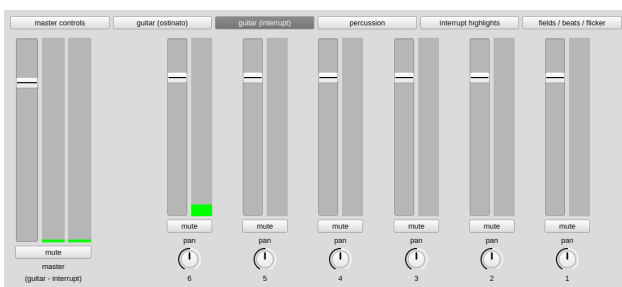 master controls
guitar (ostinato)
guitar (interrupt)
percussion
interrupt highlights
fields / beats / flicker
mute
mute
mute
mute
mute
mute
pan
pan
pan
pan
pan
pan
mute
master
(guitar - interrupt)
6
5
4
3
2
1